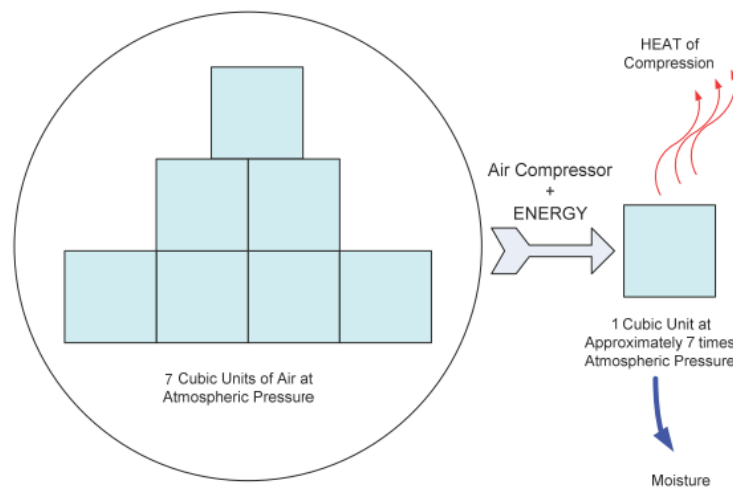 HEAT of
Compression
Air Compressor
+
ENERGY
7 Cubic Units of Air at
Atmospheric Pressure
1 Cubic Unit at
Approximately 7 times
Atmospheric Pressure
Moisture